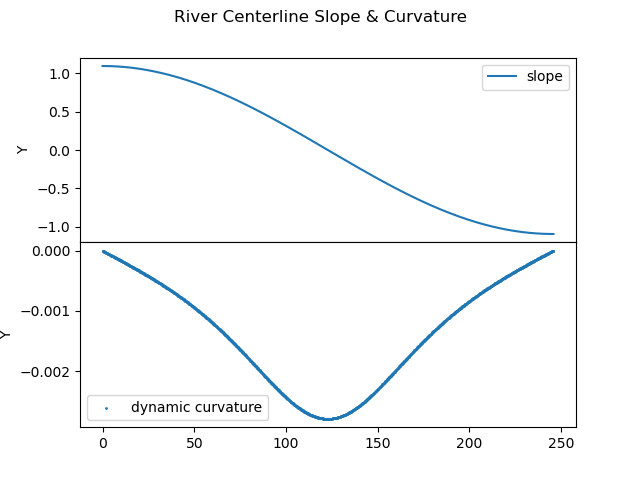 River Centerline Slope & Curvature
1.0
0.5
0.0
−0.5
−1.0
Y
slope
0.000
−0.001
−0.002
Y
dynamic curvature
0
50
100
150
200
250